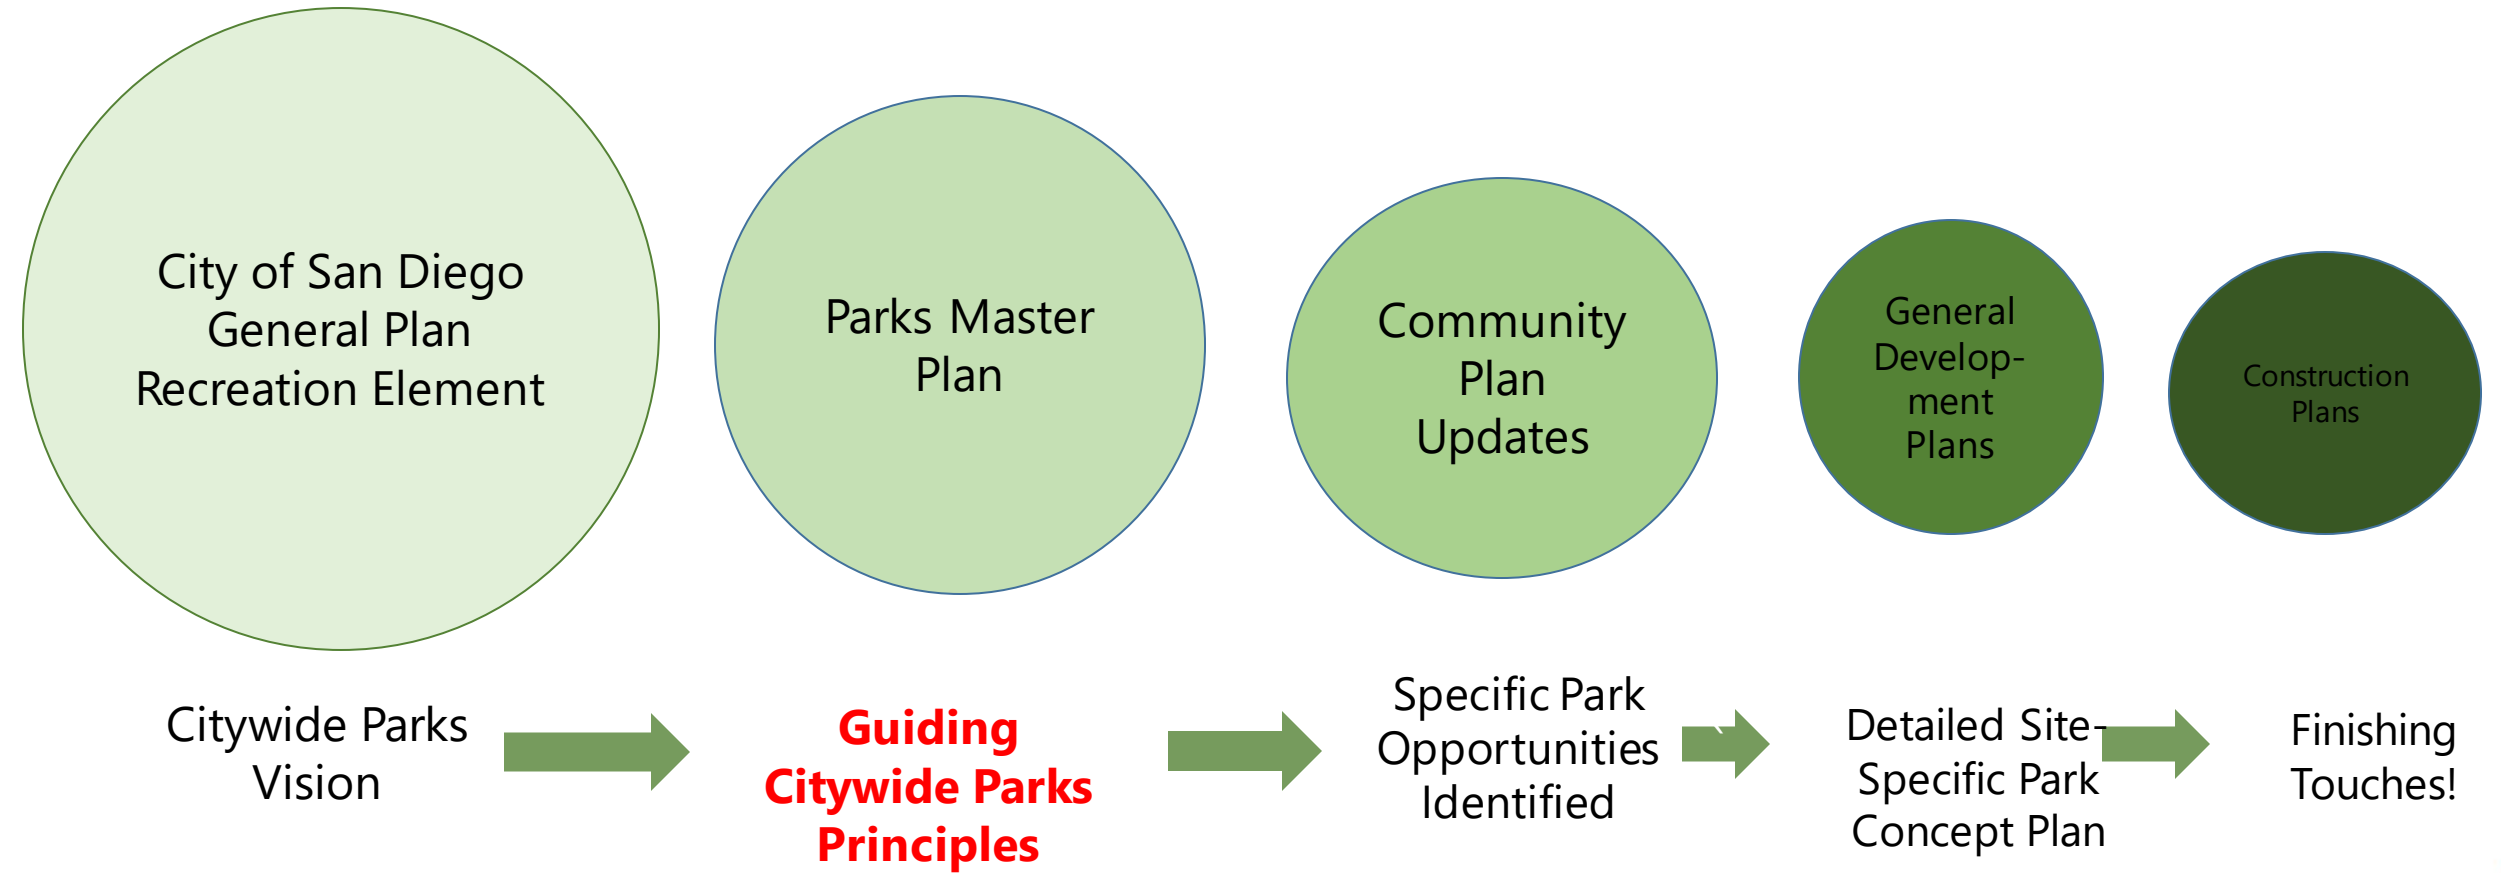 City of San Diego
General Plan
Recreation Element
Parks Master
Plan
Community
Plan
Updates
General
Develop-
ment
Plans
Construction
Plans
Citywide Parks
Vision
Guiding
Citywide Parks
Principles
Specific Park
Opportunities
Identified
Detailed Site-
Specific Park
Concept Plan
Finishing
Touches!